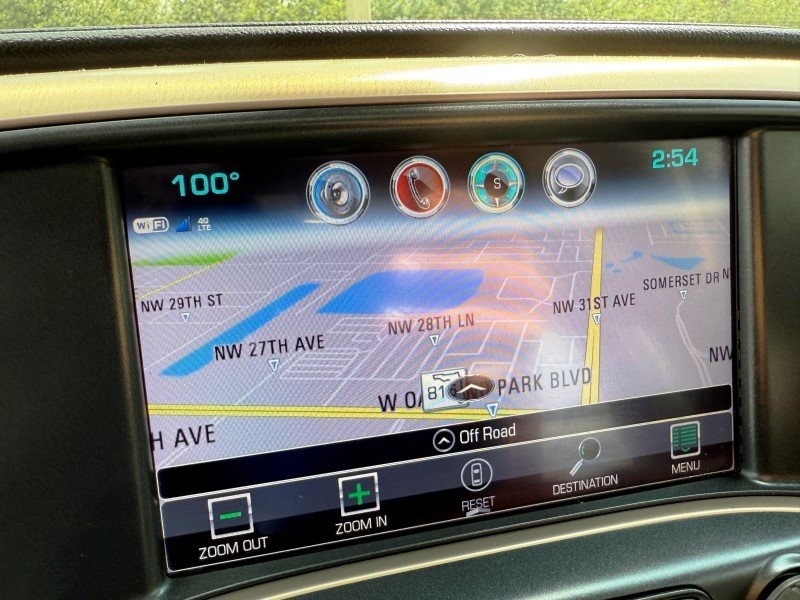 100°
2:54
S
WiFi 4G LTE
NW 29TH ST
SOMERSET DR
NW 31ST AVE
NW 28TH LN
NW 27TH AVE
NW
W OA
PARK BLVD
81
H AVE
Off Road
ZOOM OUT
ZOOM IN
RESET
DESTINATION
MENU